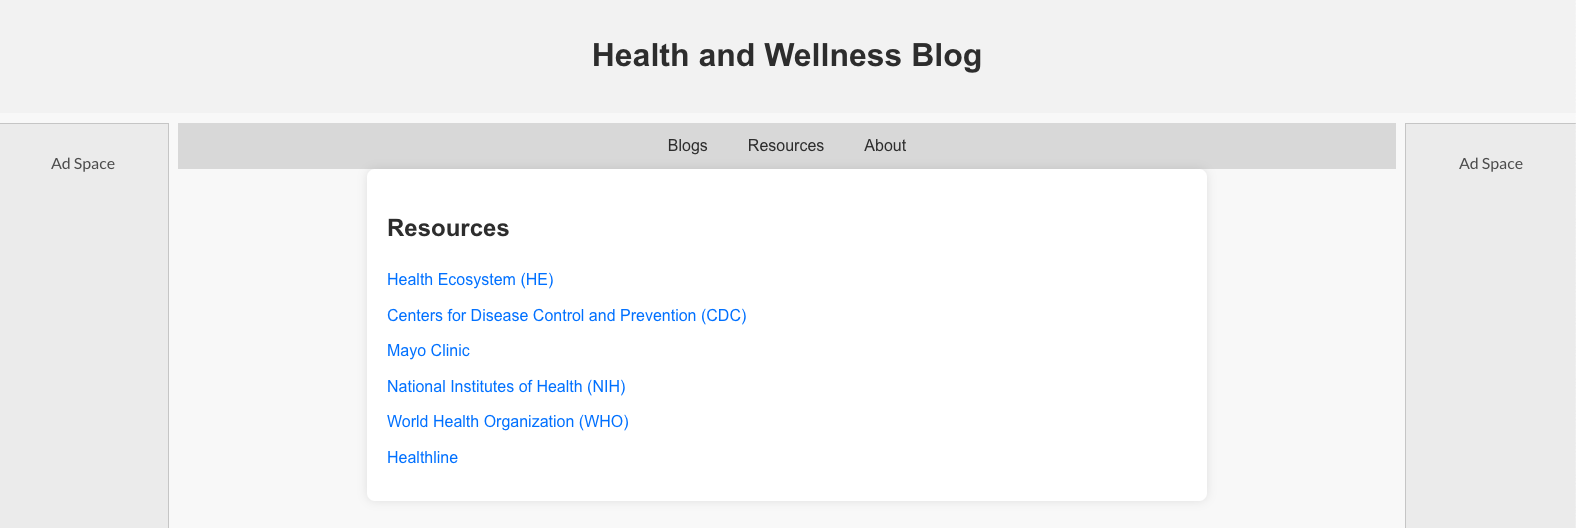 Health and Wellness Blog
Ad Space
Blogs Resources About
Ad Space
Resources
Health Ecosystem (HE)
Centers for Disease Control and Prevention (CDC)
Mayo Clinic
National Institutes of Health (NIH)
World Health Organization (WHO)
Healthline